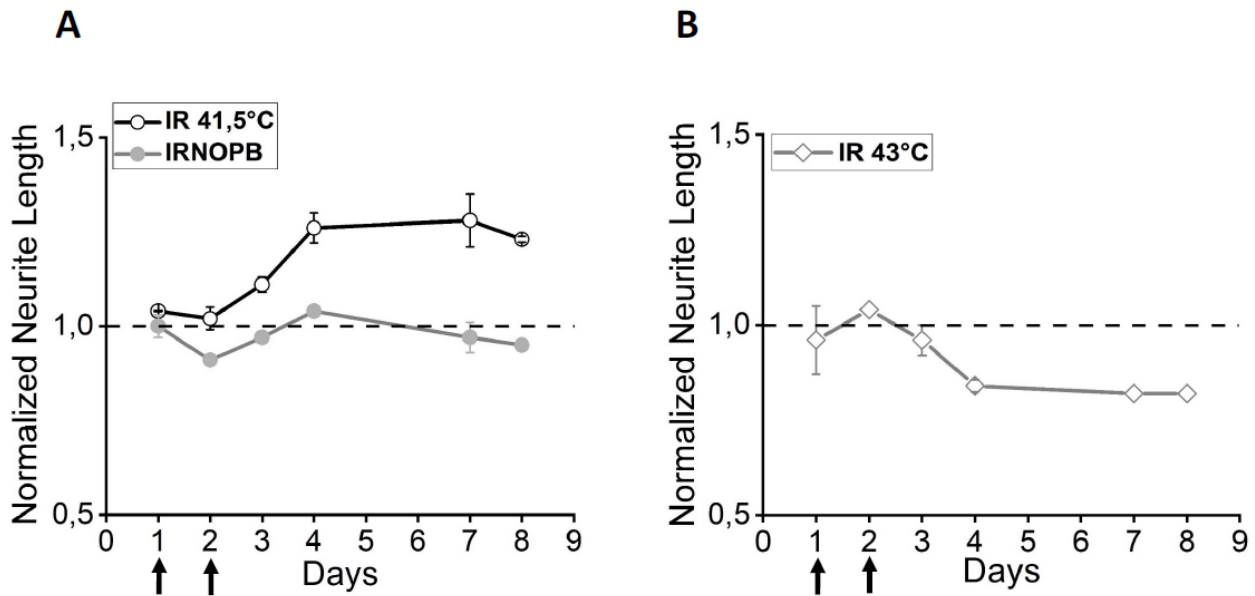 A
IR 41,5°C
IRNOPB
Normalized Neurite Length
1,5
1,0
0,5
0 1 2 3 4 5 6 7 8 9
Days
B
IR 43°C
Normalized Neurite Length
1,5
1,0
0,5
0 1 2 3 4 5 6 7 8 9
Days